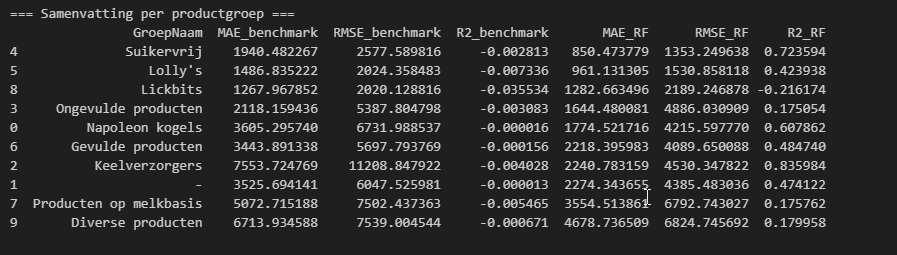 === Samenvatting per productgroep ===
GroepNaam MAE_benchmark RMSE_benchmark R2_benchmark MAE_RF RMSE_RF R2_RF
4 Suikervrij 1940.482267 2577.589816 -0.002813 850.473779 1353.249638 0.723594
5 Lolly's 1486.835222 2024.358483 -0.007336 961.131305 1530.858118 0.423938
8 Lickbits 1267.967852 2020.128816 -0.035534 1282.663496 2189.246878 -0.216174
3 Ongevulde producten 2118.159436 5387.804798 -0.003083 1644.480081 4886.030909 0.175054
0 Napoleon kogels 3605.295740 6731.988537 -0.000016 1774.521716 4215.597770 0.607862
6 Gevulde producten 3443.891338 5697.793769 -0.000156 2218.395983 4089.650088 0.484740
2 Keelverzorgers 7553.724769 11208.847922 -0.004028 2240.783159 4530.347822 0.835984
1 - 3525.694141 6047.525981 -0.000013 2274.343655 4385.483036 0.474122
7 Producten op melkbasis 5072.715188 7502.437363 -0.005465 3554.513861 6792.743027 0.175762
9 Diverse producten 6713.934588 7539.004544 -0.000671 4678.736509 6824.745692 0.179958